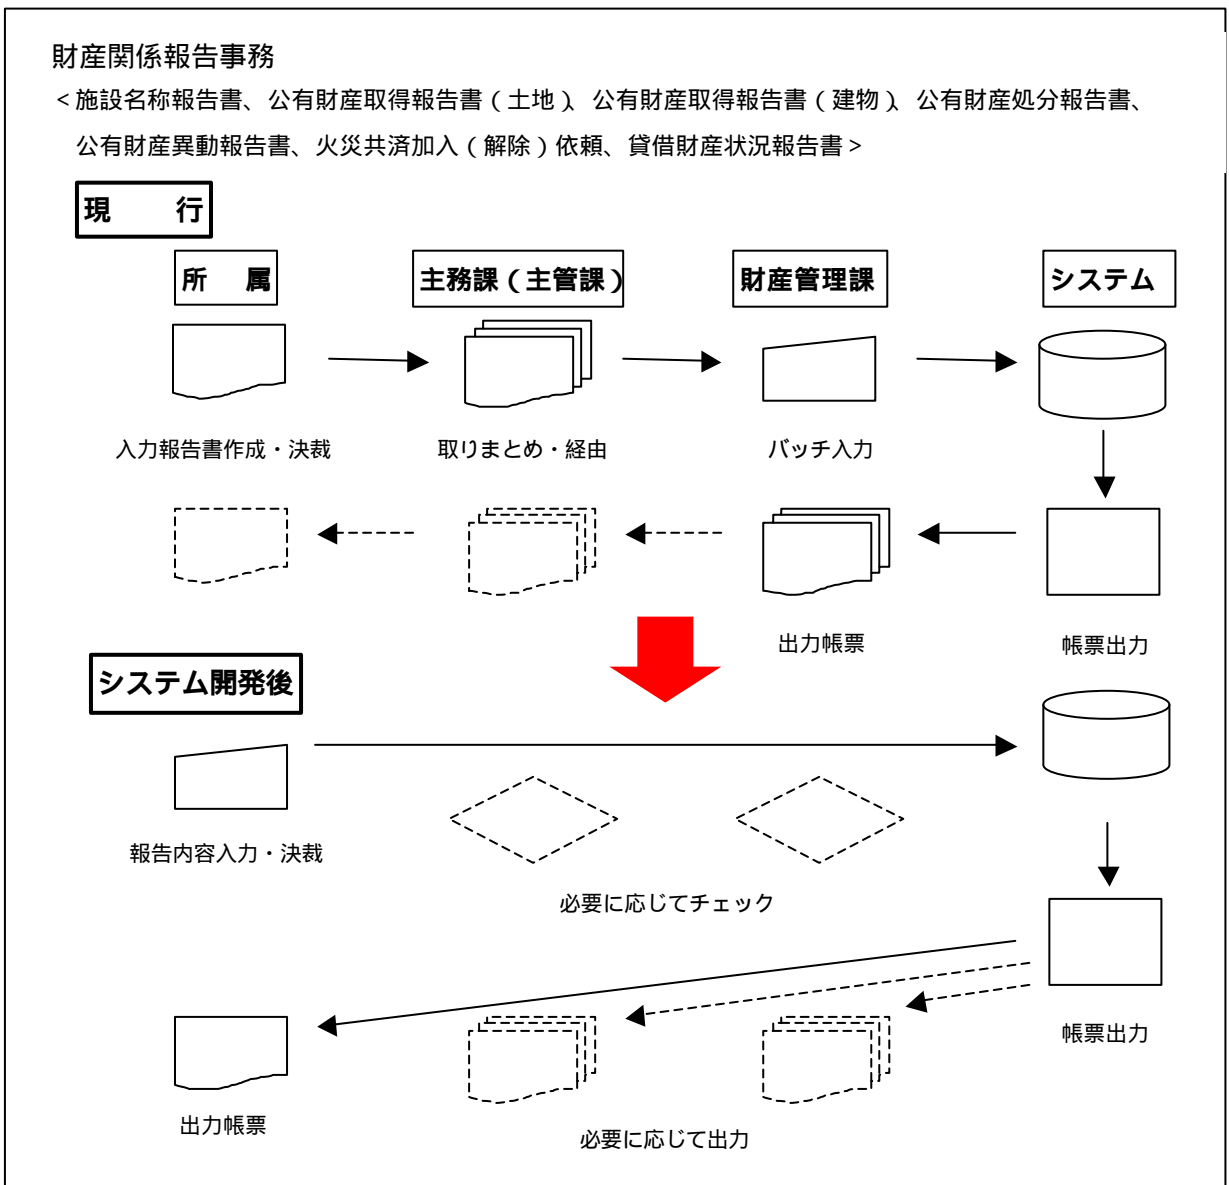 財産関係報告事務
<施設名称報告書、公有財産取得報告書(土地)、公有財産取得報告書(建物)、公有財産処分報告書、
公有財産異動報告書、火災共済加入(解除)依頼、貸借財産状況報告書>
現　行
所　属　主務課(主管課)　財産管理課　システム
入力報告書作成・決裁　取りまとめ・経由　バッチ入力
出力帳票　帳票出力
システム開発後
報告内容入力・決裁
必要に応じてチェック
帳票出力
出力帳票　必要に応じて出力